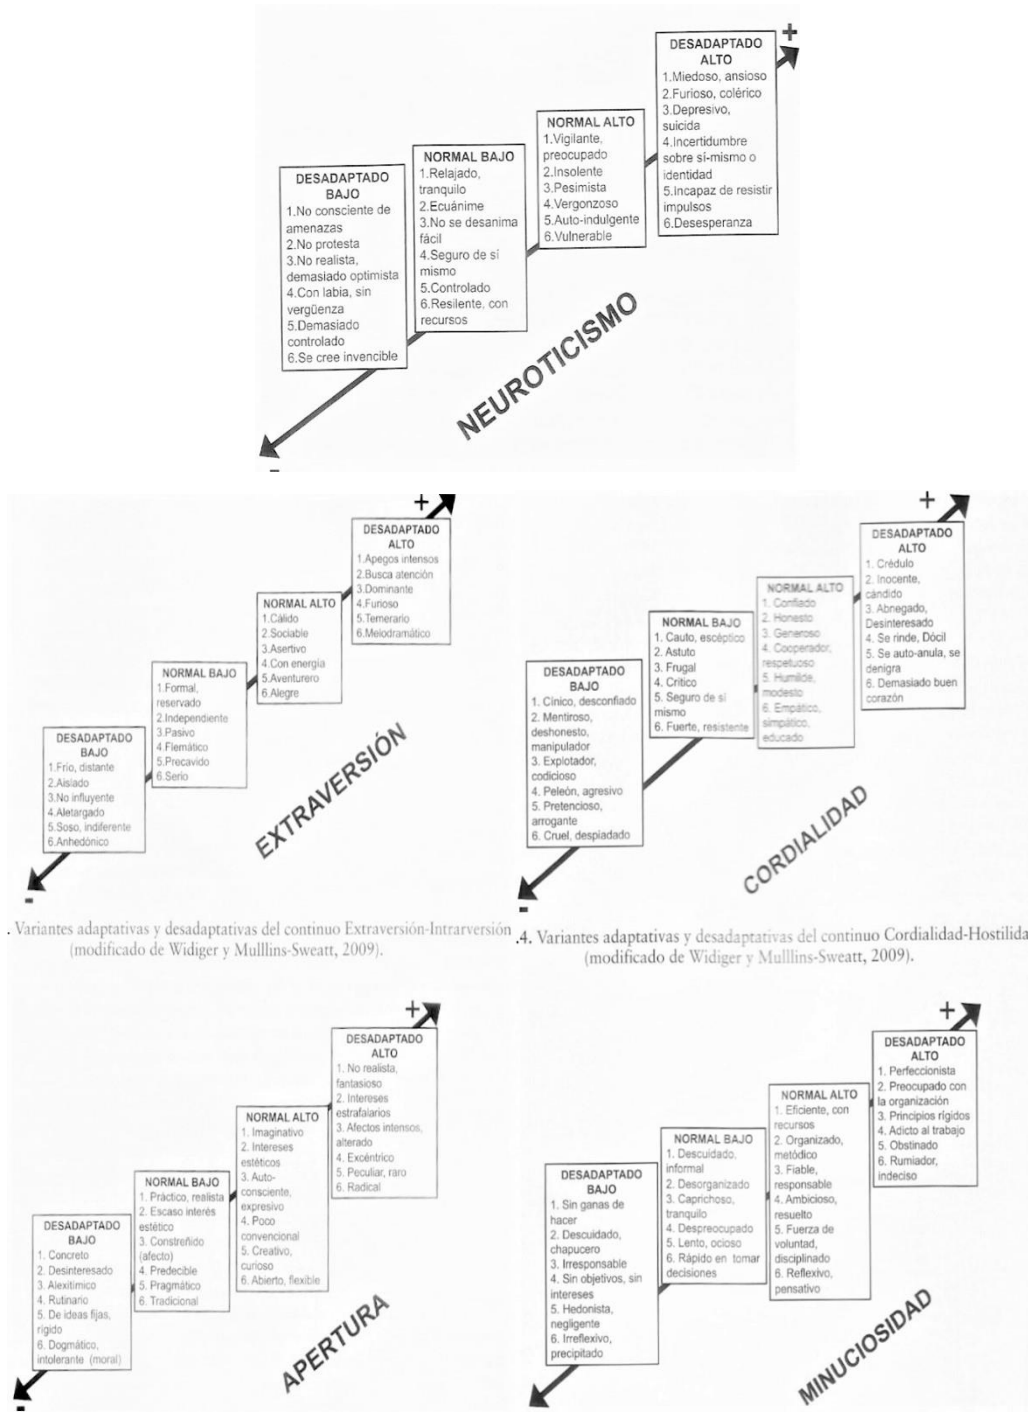 +
DESADAPTADO
ALTO
1.Miedoso, ansioso
2.Furioso, colérico
3.Depresivo,
suicida
4.Incertidumbre
sobre sí-mismo o
identidad
5.Incapaz de resistir
impulsos
6.Desesperanza
NORMAL ALTO
1.Vigilante,
preocupado
2.Insolente
3.Pesimista
4.Vergonzoso
5.Auto-indulgente
6.Vulnerable
NORMAL BAJO
1.Relajado,
tranquilo
2.Ecuánime
3.No se desanima
fácil
4.Seguro de si
mismo
5.Controlado
6.Resilente, con
recursos
DESADAPTADO
BAJO
1.No consciente de
amenazas
2.No protesta
3.No realista,
demasiado optimista
4.Con labia, sin
vergüenza
5.Demasiado
controlado
6.Se cree invencible
NEUROTICISMO
-
+
DESADAPTADO
ALTO
1.Apegos intensos
2.Busca atención
3.Dominante
4.Furioso
5.Temerario
6.Melodramático
NORMAL ALTO
1.Cálido
2.Sociable
3.Asertivo
4.Con energía
5.Aventurero
6.Alegre
NORMAL BAJO
1.Formal,
reservado
2.Independiente
3.Pasivo
4.Flemático
5.Precavido
6.Serio
DESADAPTADO
BAJO
1.Frío, distante
2.Aislado
3.No influyente
4.Aletargado
5.Soso, indiferente
6.Anhedónico
EXTRAVERSIÓN
-
. Variantes adaptativas y desadaptativas del continuo Extraversión-Intrarversión
(modificado de Widiger y Mulllins-Sweatt, 2009).
+
DESADAPTADO
ALTO
1. Crédulo
2. Inocente,
cándido
3. Abnegado,
Desinteresado
4. Se rinde, Dócil
5. Se auto-anula, se
denigra
6. Demasiado buen
corazón
NORMAL ALTO
1. Confiado
2. Honesto
3. Generoso
4. Cooperador,
respetuoso
5. Humilde,
modesto
6. Empático,
simpático,
educado
NORMAL BAJO
1. Cauto, escéptico
2. Astuto
3. Frugal
4. Crítico
5. Seguro de si
mismo
6. Fuerte, resistente
DESADAPTADO
BAJO
1. Cínico, desconfiado
2. Mentiroso,
deshonesto,
manipulador
3. Explotador,
codicioso
4. Peleón, agresivo
5. Pretencioso,
arrogante
6. Cruel, despiadado
CORDIALIDAD
-
.4. Variantes adaptativas y desadaptativas del continuo Cordialidad-Hostilida
(modificado de Widiger y Mulllins-Sweatt, 2009).
+
DESADAPTADO
ALTO
1. No realista,
fantasioso
2. Intereses
estrafalarios
3. Afectos intensos,
alterado
4. Excéntrico
5. Peculiar, raro
6. Radical
NORMAL ALTO
1. Imaginativo
2. Intereses
estéticos
3. Auto-
consciente,
expresivo
4. Poco
convencional
5. Creativo,
curioso
6. Abierto, flexible
NORMAL BAJO
1. Práctico, realista
2. Escaso interés
estético
3. Constreñido
(afecto)
4. Predecible
5. Pragmático
6. Tradicional
DESADAPTADO
BAJO
1. Concreto
2. Desinteresado
3. Alexitímico
4. Rutinario
5. De ideas fijas,
rígido
6. Dogmático,
intolerante (moral)
APERTURA
-
+
DESADAPTADO
ALTO
1. Perfeccionista
2. Preocupado con
la organización
3. Principios rígidos
4. Adicto al trabajo
5. Obstinado
6. Rumiador,
indeciso
NORMAL ALTO
1. Eficiente, con
recursos
2. Organizado,
metódico
3. Fiable,
responsable
4. Ambicioso,
resuelto
5. Fuerza de
voluntad,
disciplinado
6. Reflexivo,
pensativo
NORMAL BAJO
1. Descuidado,
informal
2. Desorganizado
3. Caprichoso,
tranquilo
4. Despreocupado
5. Lento, ocioso
6. Rápido en tomar
decisiones
DESADAPTADO
BAJO
1. Sin ganas de
hacer
2. Descuidado,
chapucero
3. Irresponsable
4. Sin objetivos, sin
intereses
5. Hedonista,
negligente
6. Irreflexivo,
precipitado
MINUCIOSIDAD